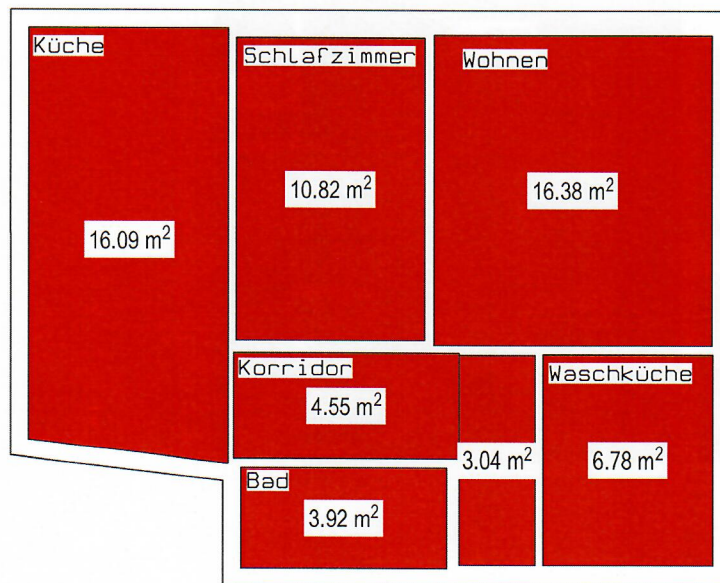 Küche
Schlafzimmer
Wohnen
10.82 m²
16.38 m²
16.09 m²
Korridor
4.55 m²
Waschküche
3.04 m²
6.78 m²
Bad
3.92 m²